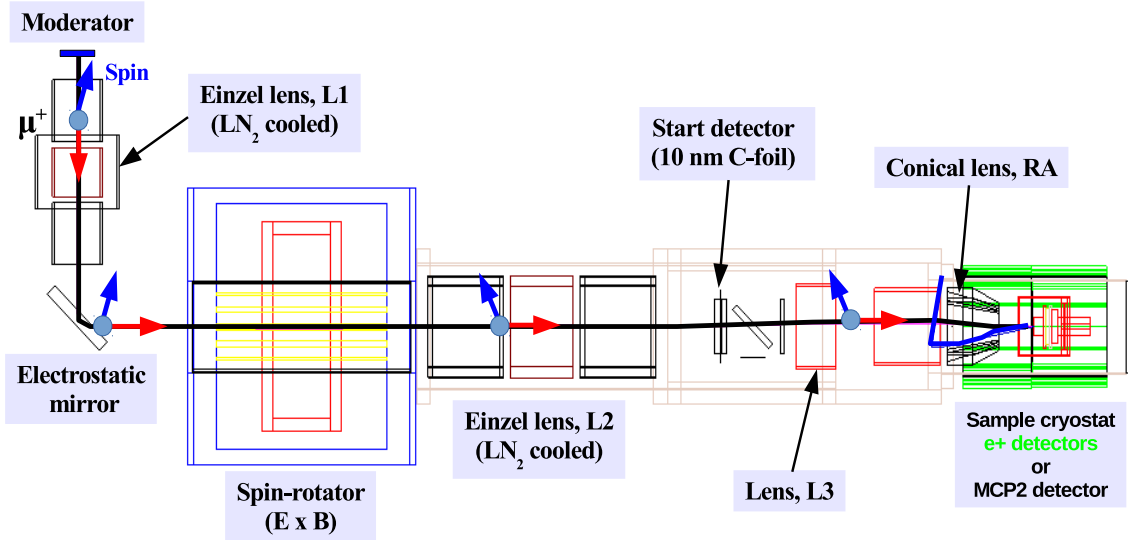 Moderator
Spin
μ+
Einzel lens, L1
(LN2 cooled)
Start detector
(10 nm C-foil)
Conical lens, RA
Electrostatic
mirror
Spin-rotator
(E x B)
Einzel lens, L2
(LN2 cooled)
Lens, L3
Sample cryostat
e+ detectors
or
MCP2 detector